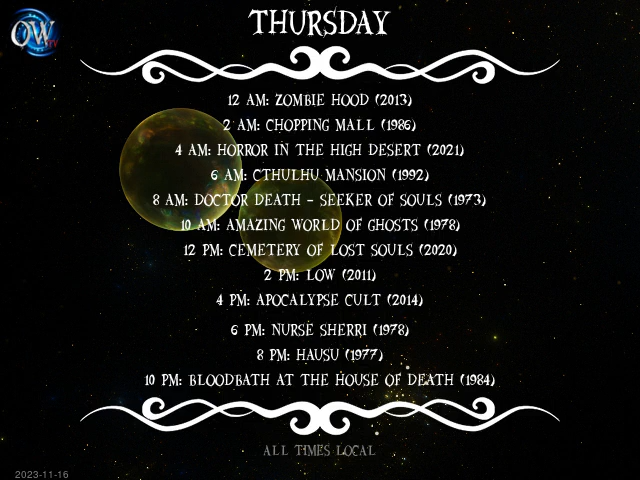 OW TV
THURSDAY
12 AM: ZOMBIE HOOD (2013)
2 AM: CHOPPING MALL (1986)
4 AM: HORROR IN THE HIGH DESERT (2021)
6 AM: CTHULHU MANSION (1992)
8 AM: DOCTOR DEATH - SEEKER OF SOULS (1973)
10 AM: AMAZING WORLD OF GHOSTS (1978)
12 PM: CEMETERY OF LOST SOULS (2020)
2 PM: LOW (2011)
4 PM: APOCALYPSE CULT (2014)
6 PM: NURSE SHERRI (1978)
8 PM: HAUSU (1977)
10 PM: BLOODBATH AT THE HOUSE OF DEATH (1984)
ALL TIMES LOCAL
2023-11-16